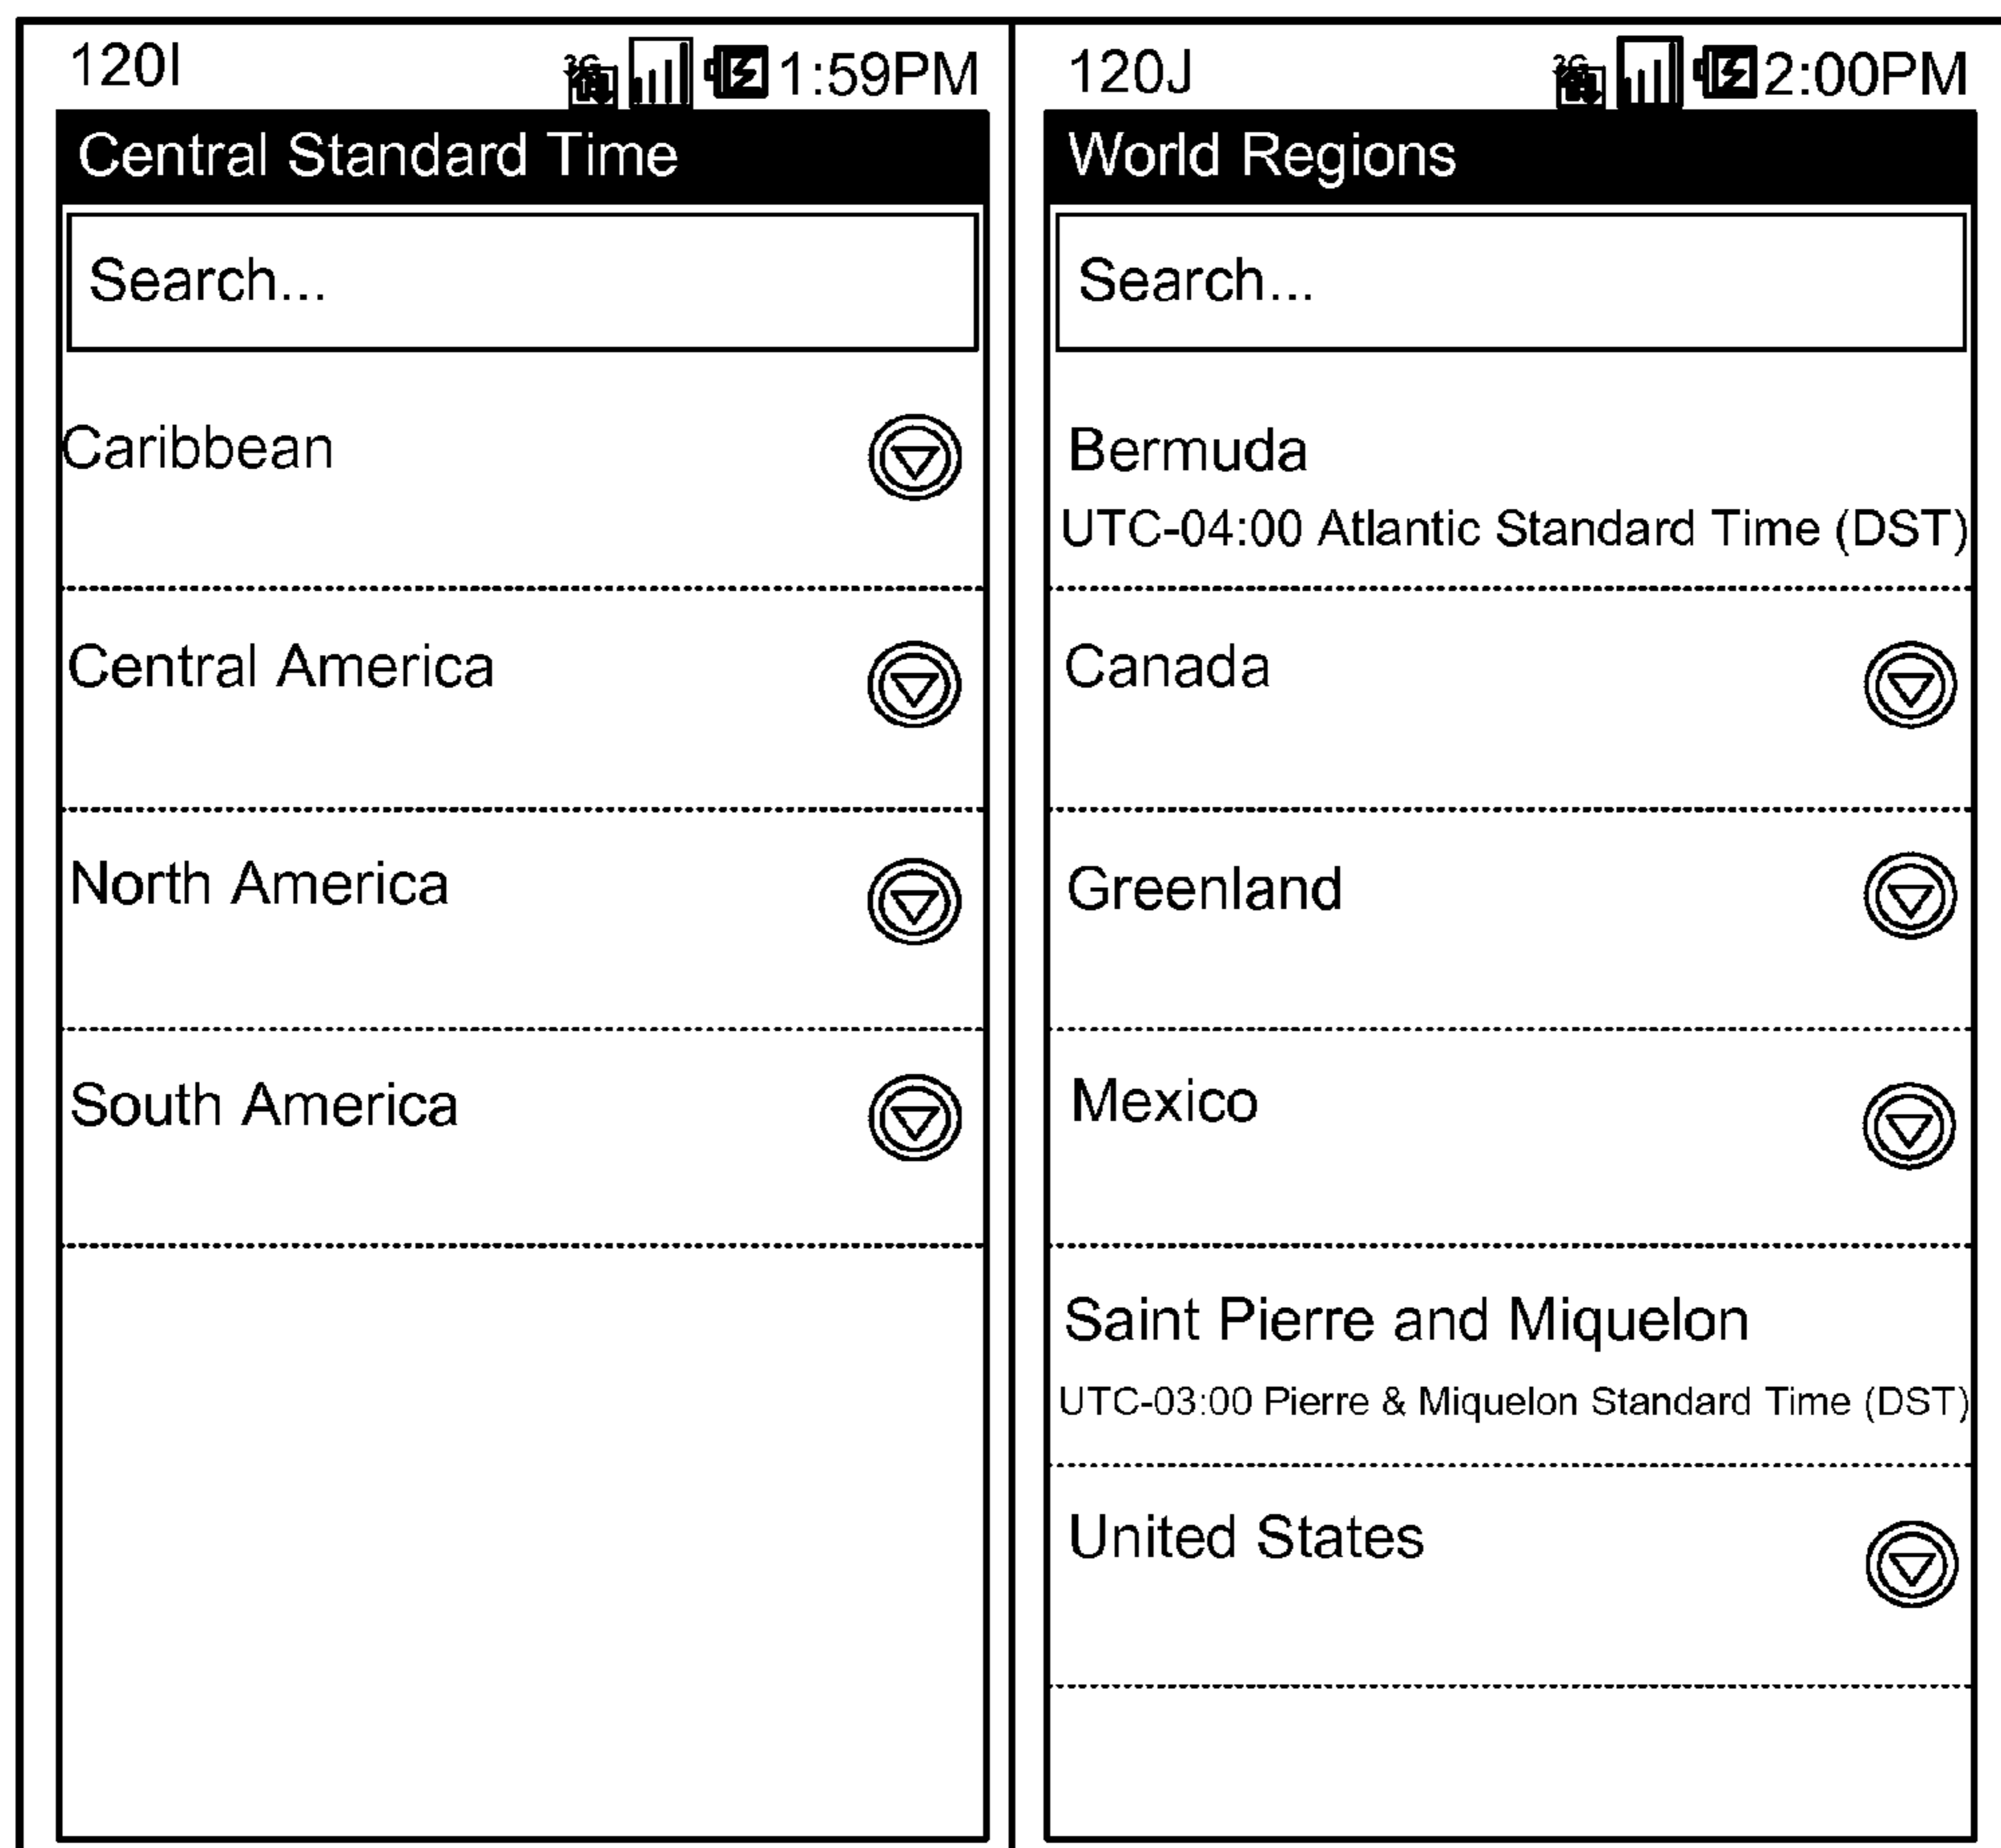 120I
1:59PM
Central Standard Time
Search...
Caribbean
Central America
North America
South America
120J
2:00PM
World Regions
Search...
Bermuda
UTC-04:00 Atlantic Standard Time (DST)
Canada
Greenland
Mexico
Saint Pierre and Miquelon
UTC-03:00 Pierre & Miquelon Standard Time (DST)
United States